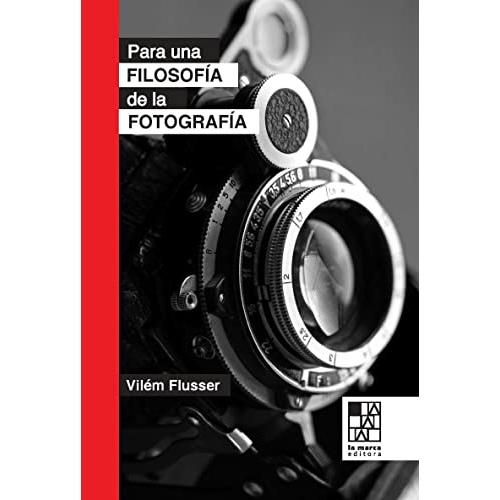 Para una
FILOSOFÍA
de la
FOTOGRAFÍA
Vilém Flusser
la marca
editora